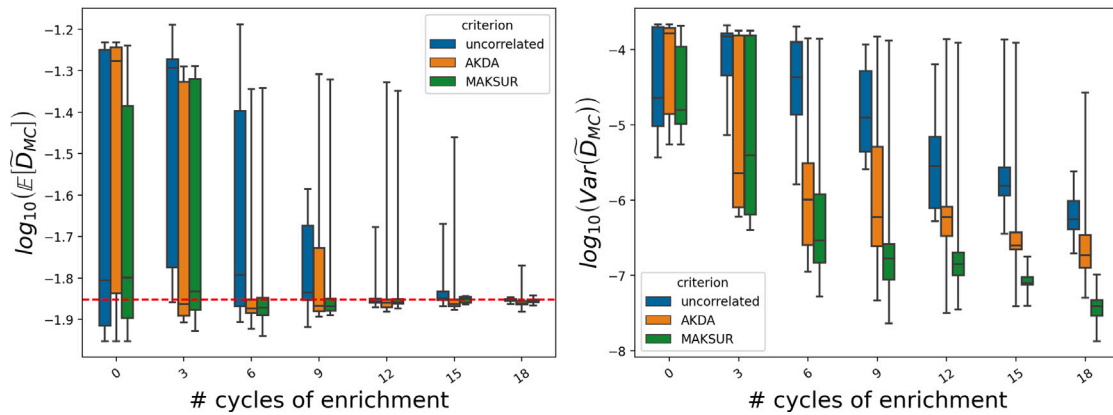 criterion
uncorrelated
AKDA
MAKSUR
−1.2
−1.3
−1.4
−1.5
−1.6
−1.7
−1.8
−1.9
log₁₀(𝔼[D̃_MC])
0
3
6
9
12
15
18
# cycles of enrichment
−4
−5
−6
−7
−8
log₁₀(Var(D̃_MC))
criterion
uncorrelated
AKDA
MAKSUR
0
3
6
9
12
15
18
# cycles of enrichment